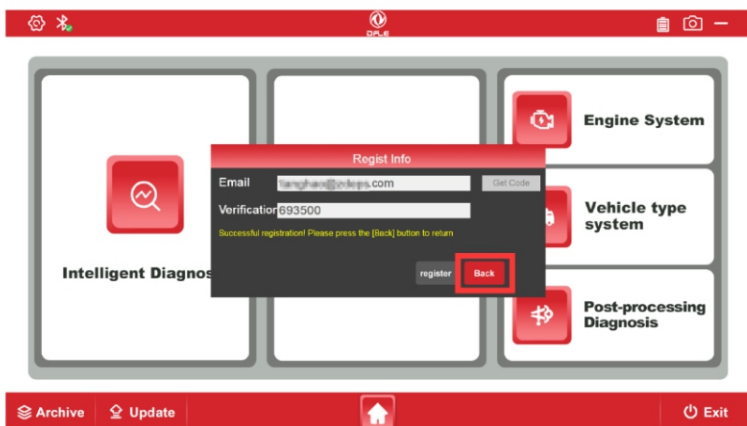 DFLE
Engine System
Regist Info
Email
.com
Get Code
Verification
693500
Successful registration! Please press the [Back] button to return
register
Back
Intelligent Diagnos
Vehicle type
system
Post-processing
Diagnosis
Archive
Update
Exit